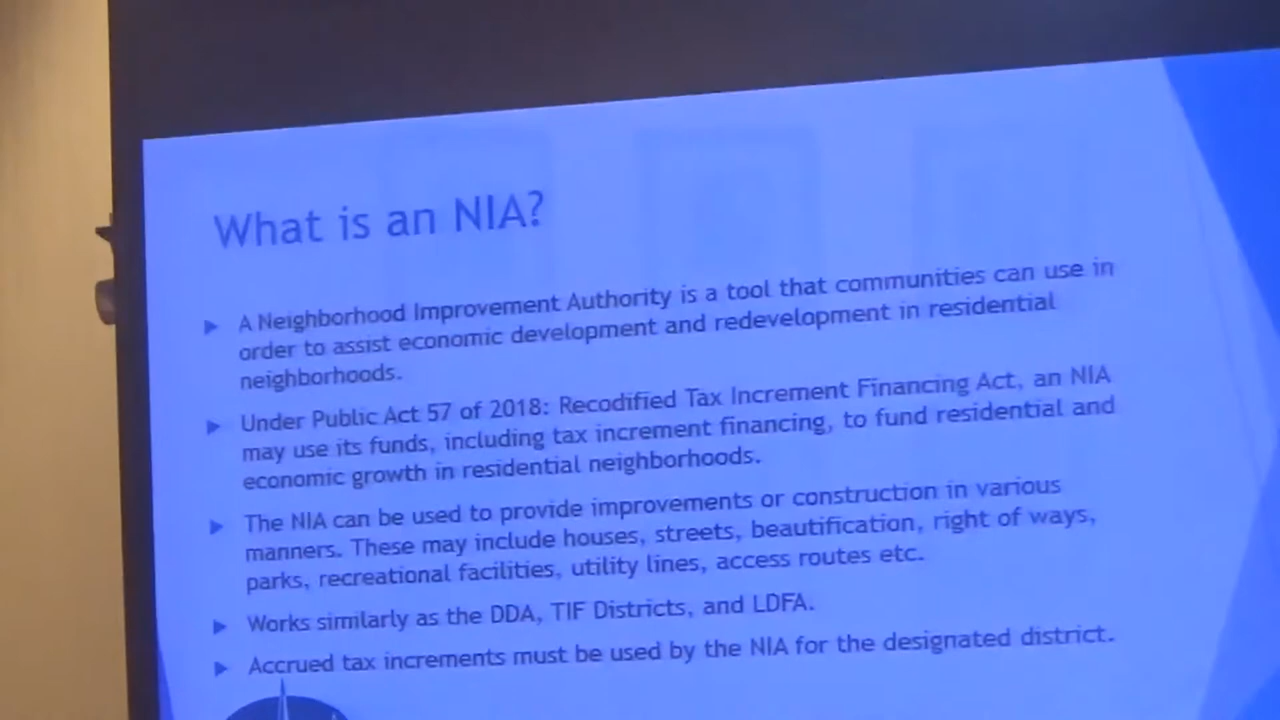 What is an NIA?
A Neighborhood Improvement Authority is a tool that communities can use in
order to assist economic development and redevelopment in residential
neighborhoods.
Under Public Act 57 of 2018: Recodified Tax Increment Financing Act, an NIA
may use its funds, including tax increment financing, to fund residential and
economic growth in residential neighborhoods.
The NIA can be used to provide improvements or construction in various
manners. These may include houses, streets, beautification, right of ways,
parks, recreational facilities, utility lines, access routes etc.
Works similarly as the DDA, TIF Districts, and LDFA.
Accrued tax increments must be used by the NIA for the designated district.